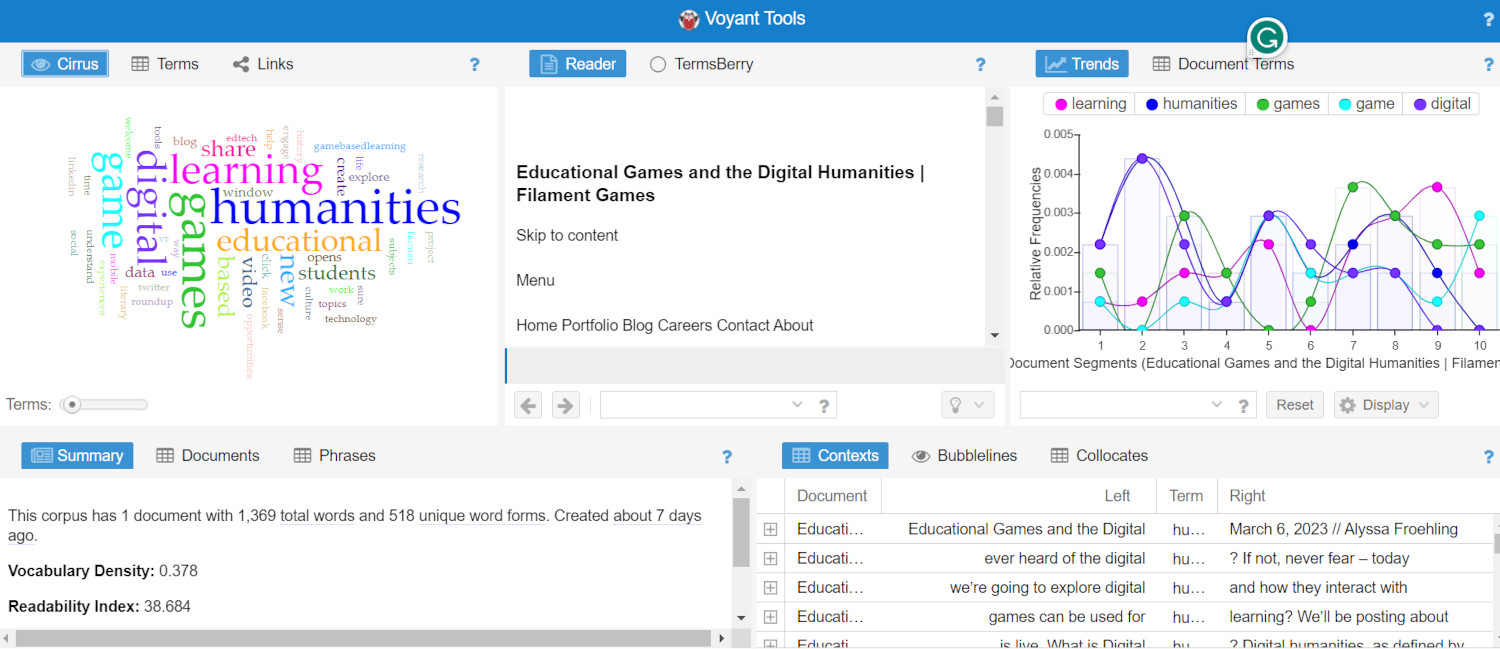 Voyant Tools
?
Cirrus Terms Links ?
welcome tools blog edtech share help engage history gamebasedlearning
linkedin time game digital learning create life explore research
window games humanities
social understand educational subjects human project
mobile vr way based click opens
experience data use video new students
twitter literary roundup facebook culture work sure topics
opportunities sense technology
Terms:
Reader TermsBerry ?
Educational Games and the Digital Humanities |
Filament Games
Skip to content
Menu
Home Portfolio Blog Careers Contact About
?
Trends Document Terms ?
G
learning humanities games game digital
Relative Frequencies
0.005
0.004
0.003
0.002
0.001
0.000
1 2 3 4 5 6 7 8 9 10
Document Segments (Educational Games and the Digital Humanities | Filamen
? Reset Display
Summary Documents Phrases ?
This corpus has 1 document with 1,369 total words and 518 unique word forms. Created about 7 days
ago.
Vocabulary Density: 0.378
Readability Index: 38.684
Contexts Bubblelines Collocates ?
Document Left Term Right
Educati… Educational Games and the Digital hu… March 6, 2023 // Alyssa Froehling
Educati… ever heard of the digital hu… ? If not, never fear – today
Educati… we're going to explore digital hu… and how they interact with
Educati… games can be used for hu… learning? We'll be posting about
Educati… is live. What is Digital hu… ? Digital humanities, as defined by